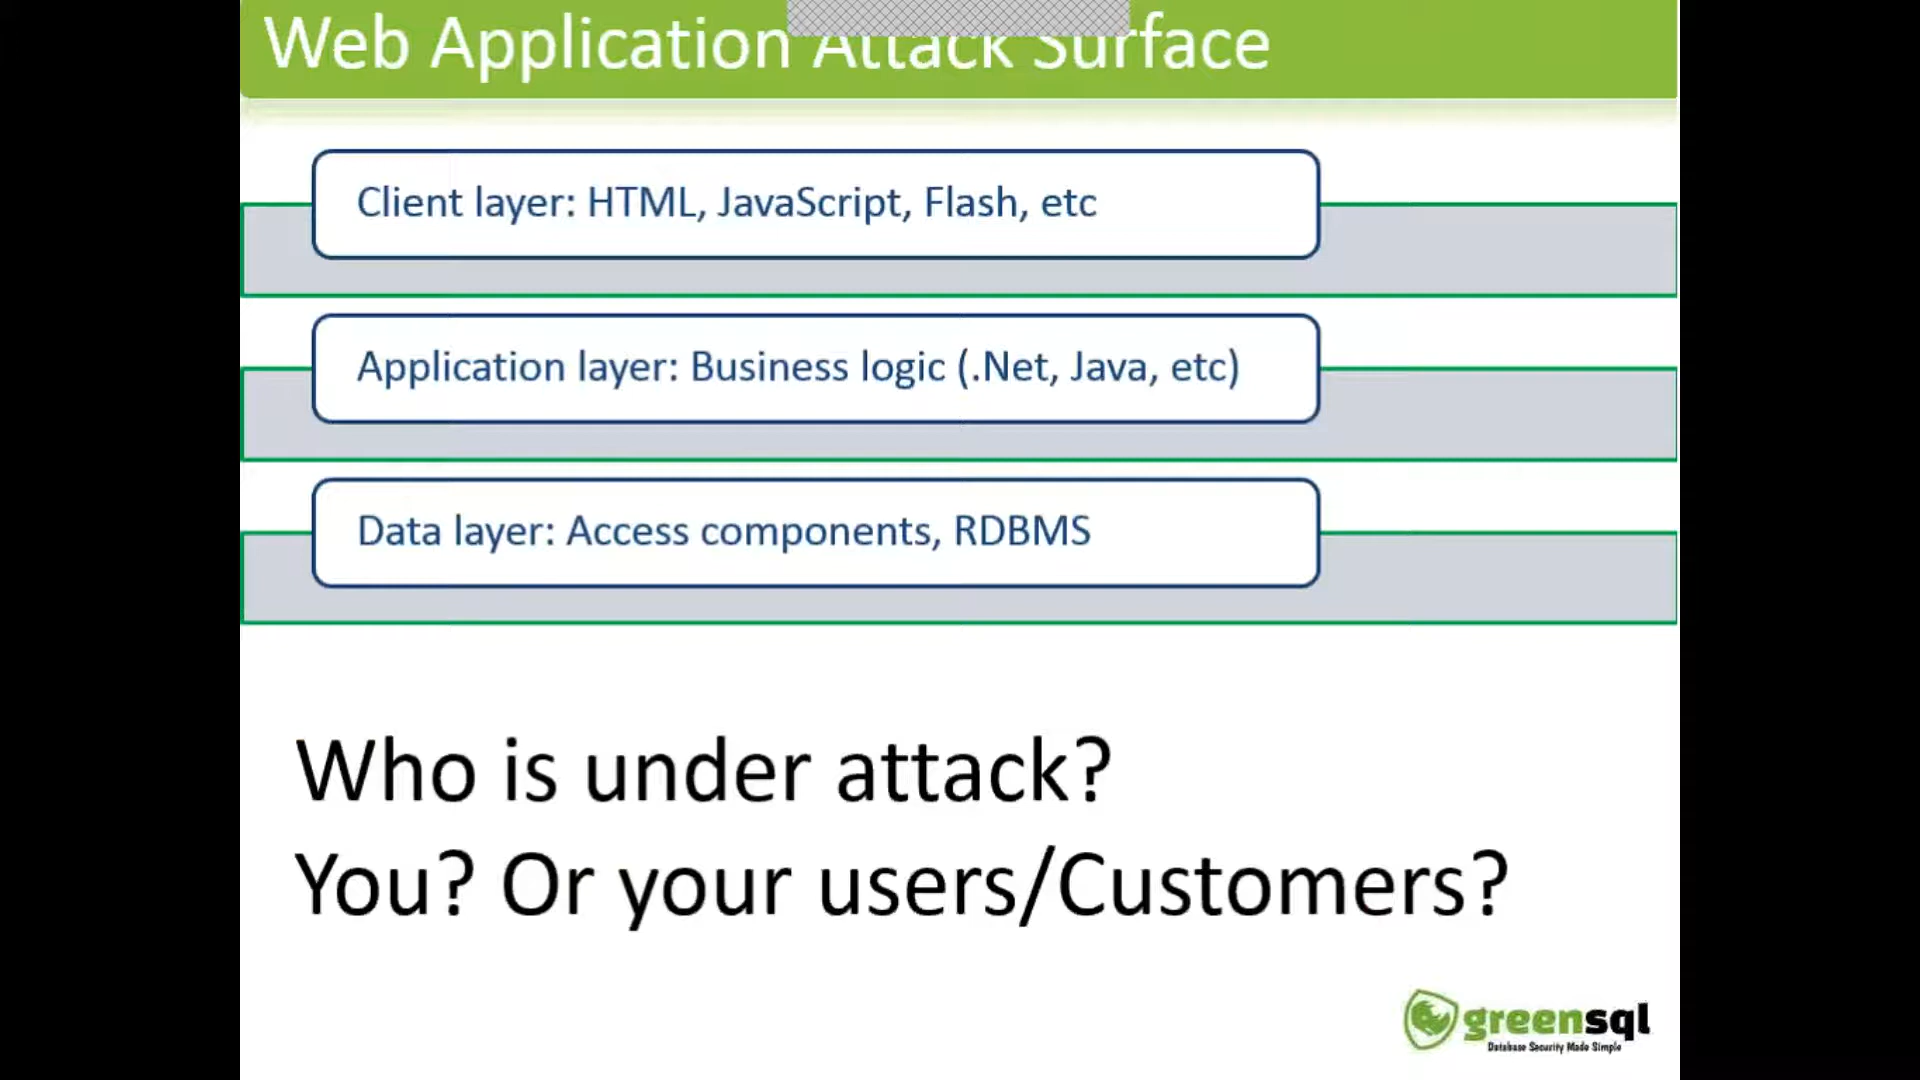 Web Application Attack Surface
Client layer: HTML, JavaScript, Flash, etc
Application layer: Business logic (.Net, Java, etc)
Data layer: Access components, RDBMS
Who is under attack?
You? Or your users/Customers?
greensql
Database Security Made Simple